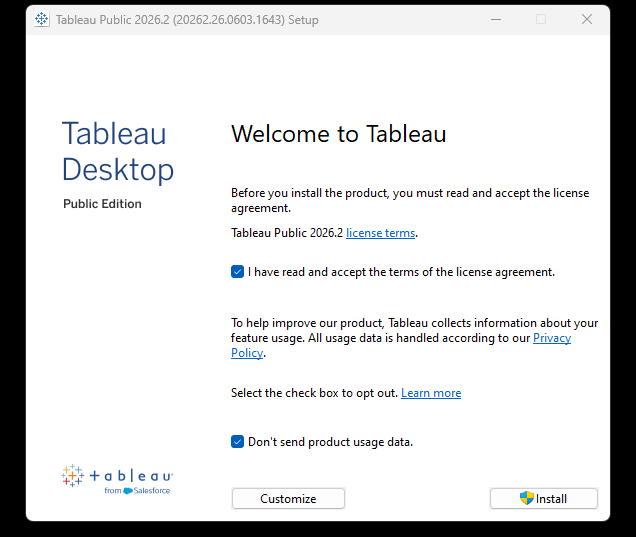 Tableau Public 2026.2 (20262.26.0603.1643) Setup
Tableau
Desktop
Public Edition
Welcome to Tableau
Before you install the product, you must read and accept the license
agreement.
Tableau Public 2026.2 license terms.
I have read and accept the terms of the license agreement.
To help improve our product, Tableau collects information about your
feature usage. All usage data is handled according to our Privacy
Policy.
Select the check box to opt out. Learn more
Don't send product usage data.
tableau
from Salesforce
Customize
Install